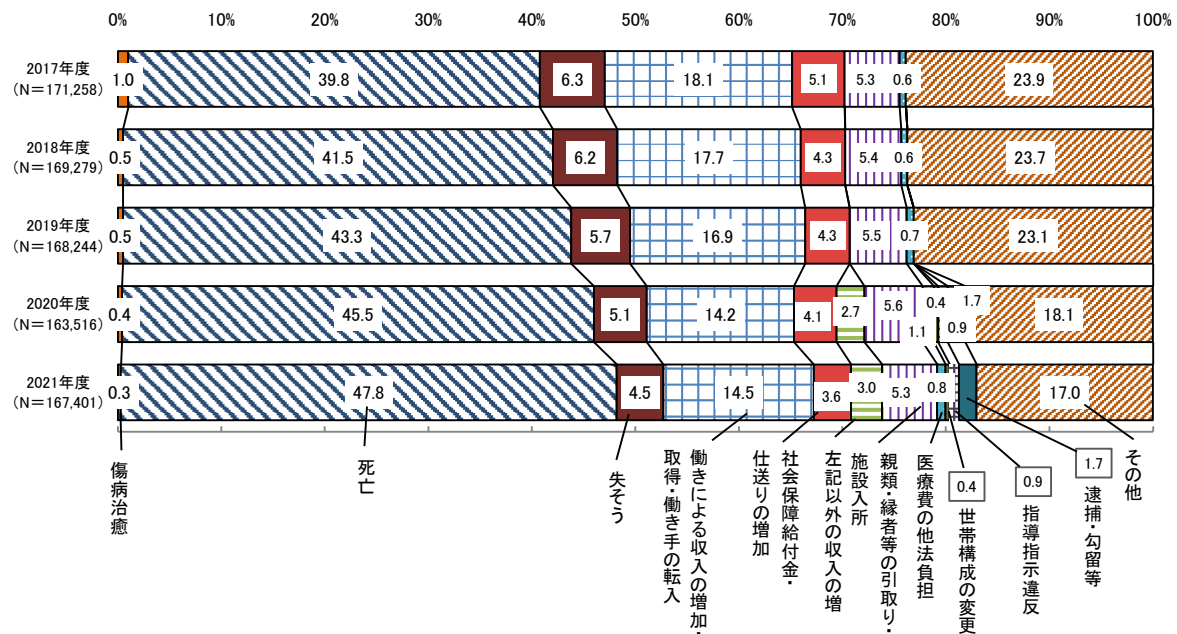 0% 10% 20% 30% 40% 50% 60% 70% 80% 90% 100%
2017年度
(N=171,258)
1.0 39.8 6.3 18.1 5.1 5.3 0.6 23.9
2018年度
(N=169,279)
0.5 41.5 6.2 17.7 4.3 5.4 0.6 23.7
2019年度
(N=168,244)
0.5 43.3 5.7 16.9 4.3 5.5 0.7 23.1
2020年度
(N=163,516)
0.4 45.5 5.1 14.2 4.1 2.7 5.6 1.1 0.4 0.9 1.7 18.1
2021年度
(N=167,401)
0.3 47.8 4.5 14.5 3.6 3.0 5.3 0.8 17.0
傷病治癒
死亡
失そう
働きによる収入の増加・
取得・働き手の転入
社会保障給付金・
仕送りの増加
左記以外の収入の増
親類・縁者等の引取り・
施設入所
医療費の他法負担
0.4
世帯構成の変更
0.9
指導指示違反
1.7
逮捕・勾留等
その他